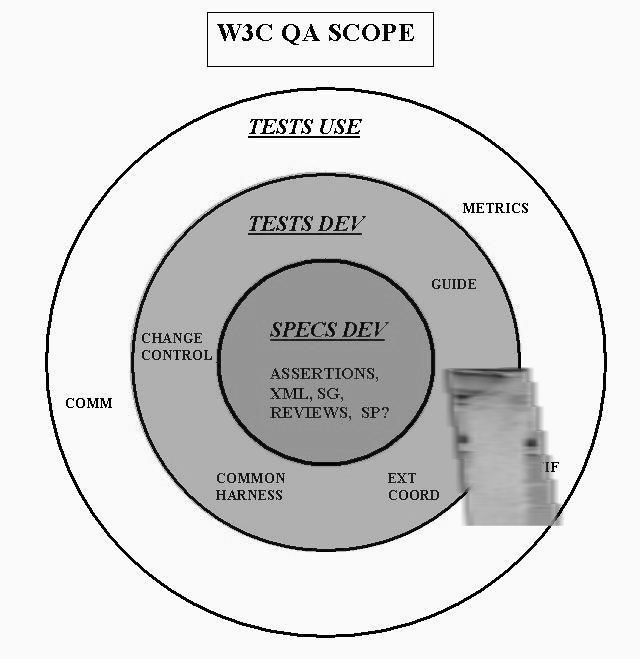 W3C QA SCOPE
TESTS USE
METRICS
TESTS DEV
GUIDE
SPECS DEV
CHANGE
CONTROL
ASSERTIONS,
XML, SG,
REVIEWS, SP?
COMM
COMMON
HARNESS
EXT
COORD